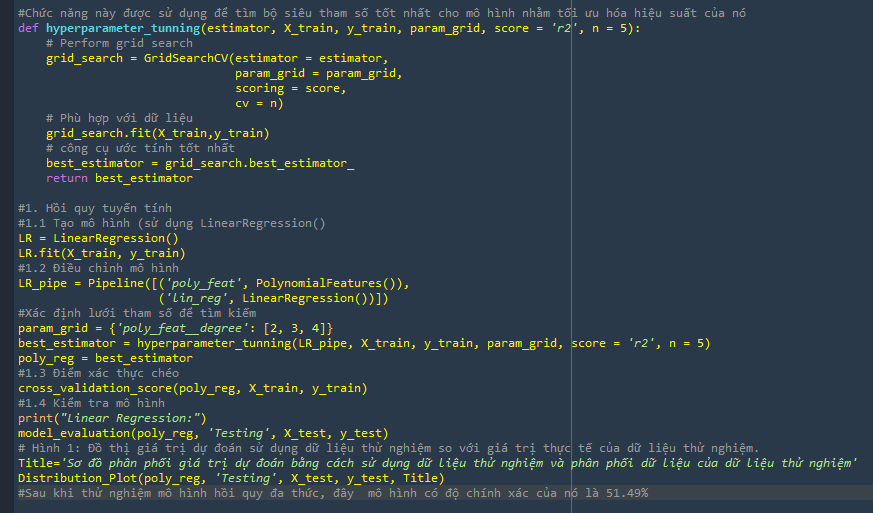 #Chức năng này được sử dụng để tìm bộ siêu tham số tốt nhất cho mô hình nhằm tối ưu hóa hiệu suất của nó
def hyperparameter_tunning(estimator, X_train, y_train, param_grid, score = 'r2', n = 5):
    # Perform grid search
    grid_search = GridSearchCV(estimator = estimator,
                               param_grid = param_grid,
                               scoring = score,
                               cv = n)
    # Phù hợp với dữ liệu
    grid_search.fit(X_train,y_train)
    # công cụ ước tính tốt nhất
    best_estimator = grid_search.best_estimator_
    return best_estimator

#1. Hồi quy tuyến tính
#1.1 Tạo mô hình (sử dụng LinearRegression()
LR = LinearRegression()
LR.fit(X_train, y_train)
#1.2 Điều chỉnh mô hình
LR_pipe = Pipeline([('poly_feat', PolynomialFeatures()),
                    ('lin_reg', LinearRegression())])
#Xác định lưới tham số để tìm kiếm
param_grid = {'poly_feat__degree': [2, 3, 4]}
best_estimator = hyperparameter_tunning(LR_pipe, X_train, y_train, param_grid, score = 'r2', n = 5)
poly_reg = best_estimator
#1.3 Điểm xác thực chéo
cross_validation_score(poly_reg, X_train, y_train)
#1.4 Kiểm tra mô hình
print("Linear Regression:")
model_evaluation(poly_reg, 'Testing', X_test, y_test)
# Hình 1: Đồ thị giá trị dự đoán sử dụng dữ liệu thử nghiệm so với giá trị thực tế của dữ liệu thử nghiệm.
Title='Sơ đồ phân phối giá trị dự đoán bằng cách sử dụng dữ liệu thử nghiệm và phân phối dữ liệu của dữ liệu thử nghiệm'
Distribution_Plot(poly_reg, 'Testing', X_test, y_test, Title)
#Sau khi thử nghiệm mô hình hồi quy đa thức, đây  mô hình có độ chính xác của nó là 51.49%